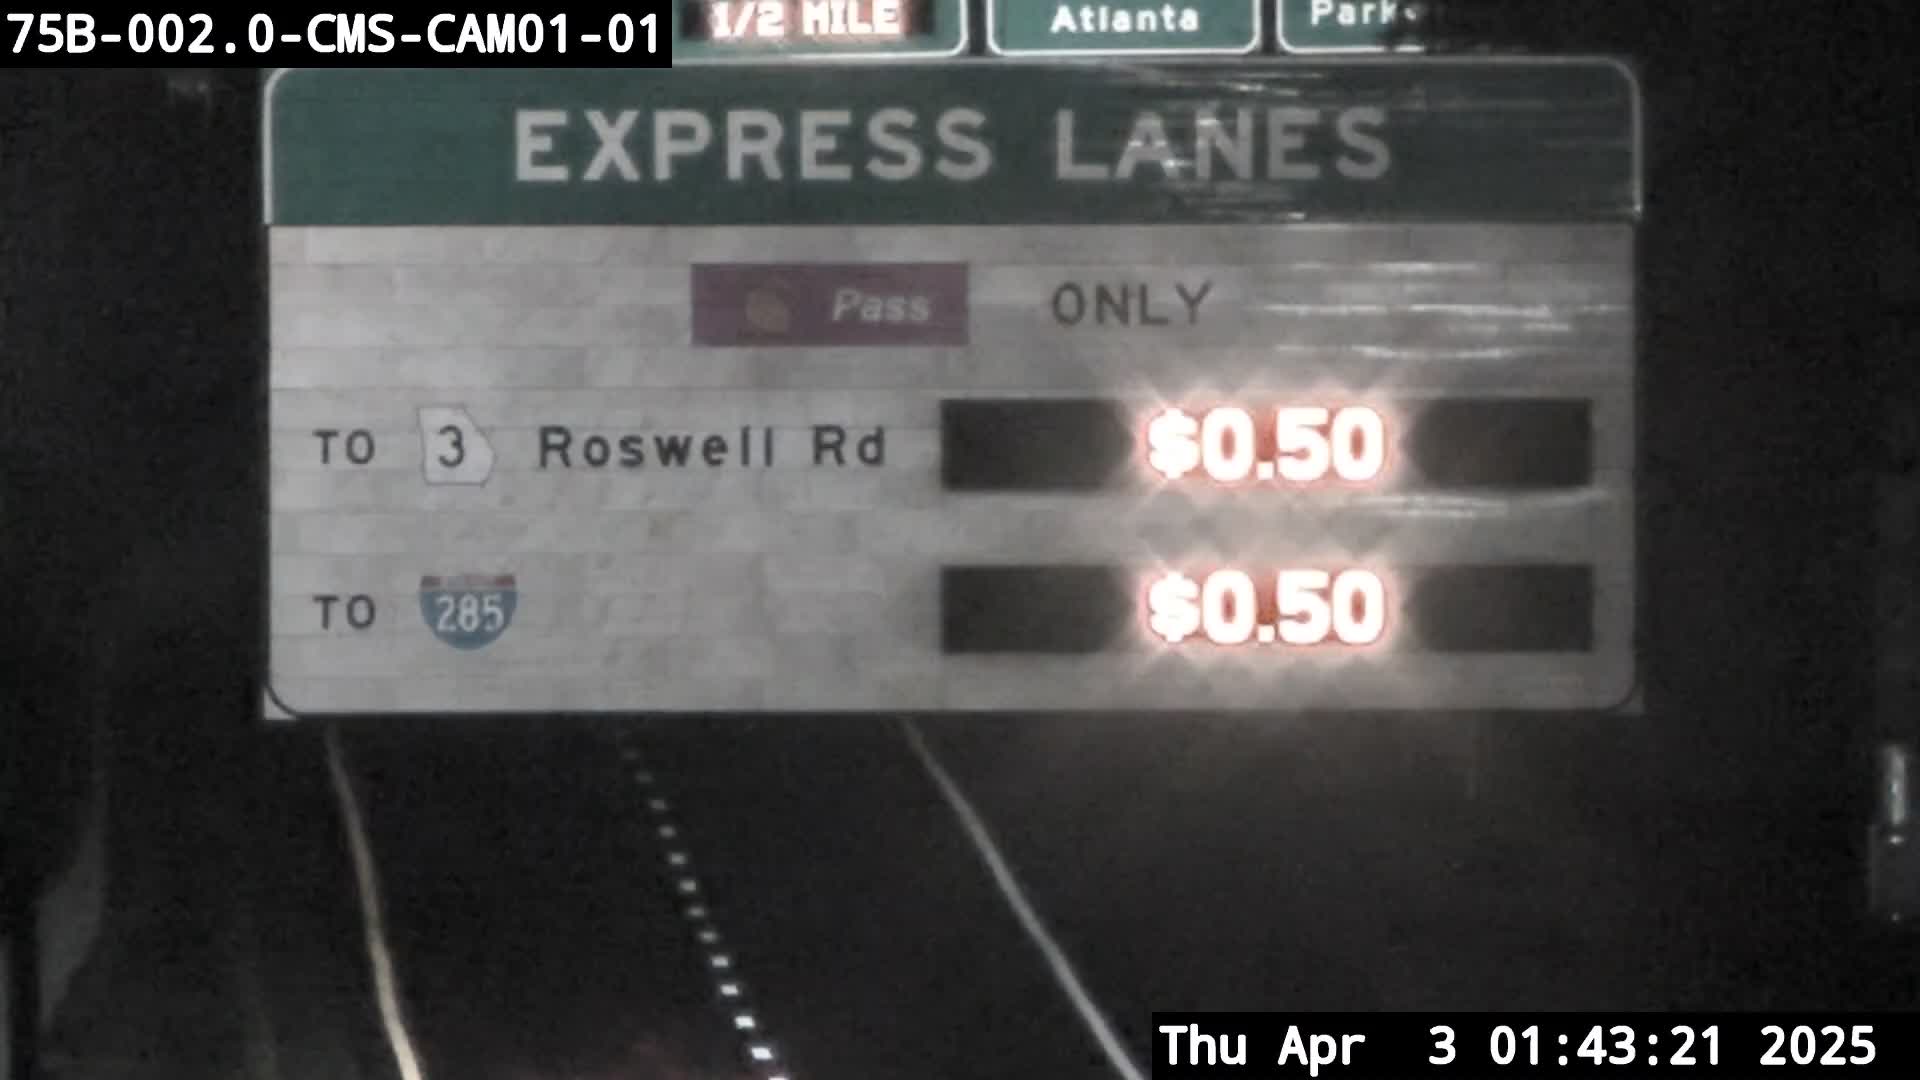 75B-002.0-CMS-CAM01-01
1/2 MILE
Atlanta
EXPRESS LANES
Pass ONLY
TO 3 Roswell Rd $0.50
TO 285 $0.50
Thu Apr 3 01:43:21 2025